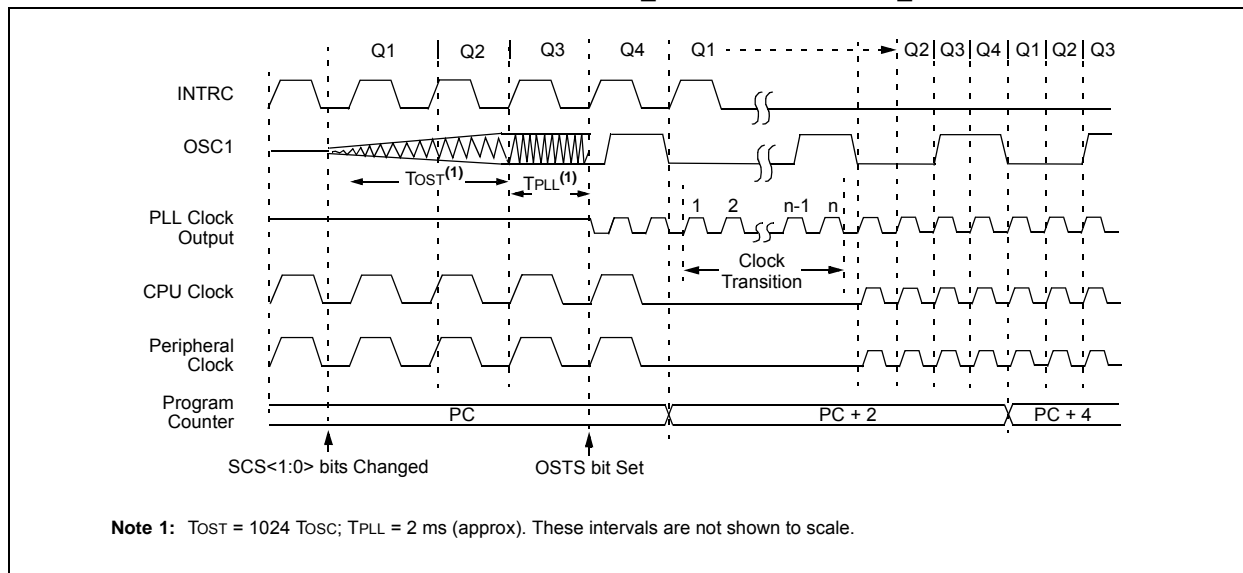 Q1 Q2 Q3 Q4 Q1 Q2 Q3 Q4 Q1 Q2 Q3
INTRC
OSC1
TOST(1) TPLL(1)
1 2 n-1 n
PLL Clock
Output
Clock
Transition
CPU Clock
Peripheral
Clock
Program
Counter
PC PC + 2 PC + 4
SCS<1:0> bits Changed OSTS bit Set
Note 1: TOST = 1024 TOSC; TPLL = 2 ms (approx). These intervals are not shown to scale.